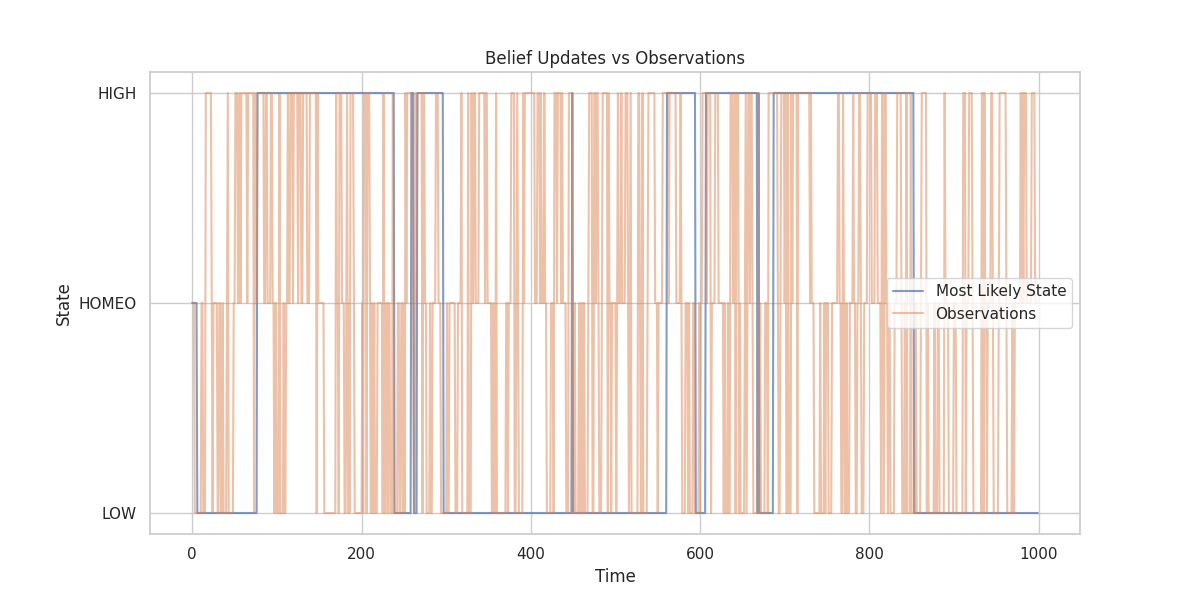 Belief Updates vs Observations
HIGH
HOMEO
LOW
State
Most Likely State
Observations
0
200
400
600
800
1000
Time